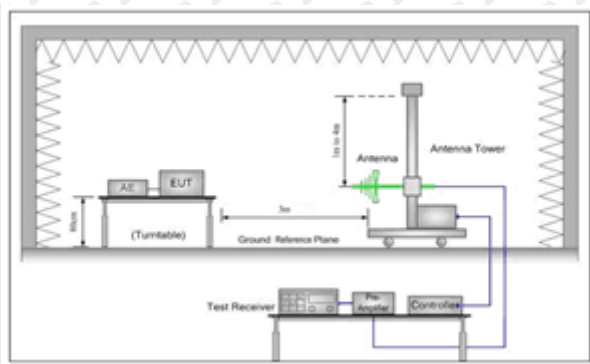 1m to 4m
Antenna
Antenna Tower
AE
EUT
3m
80cm
(Turntable)
Ground Reference Plane
Test Receiver
Pre-
Amplifier
Controller